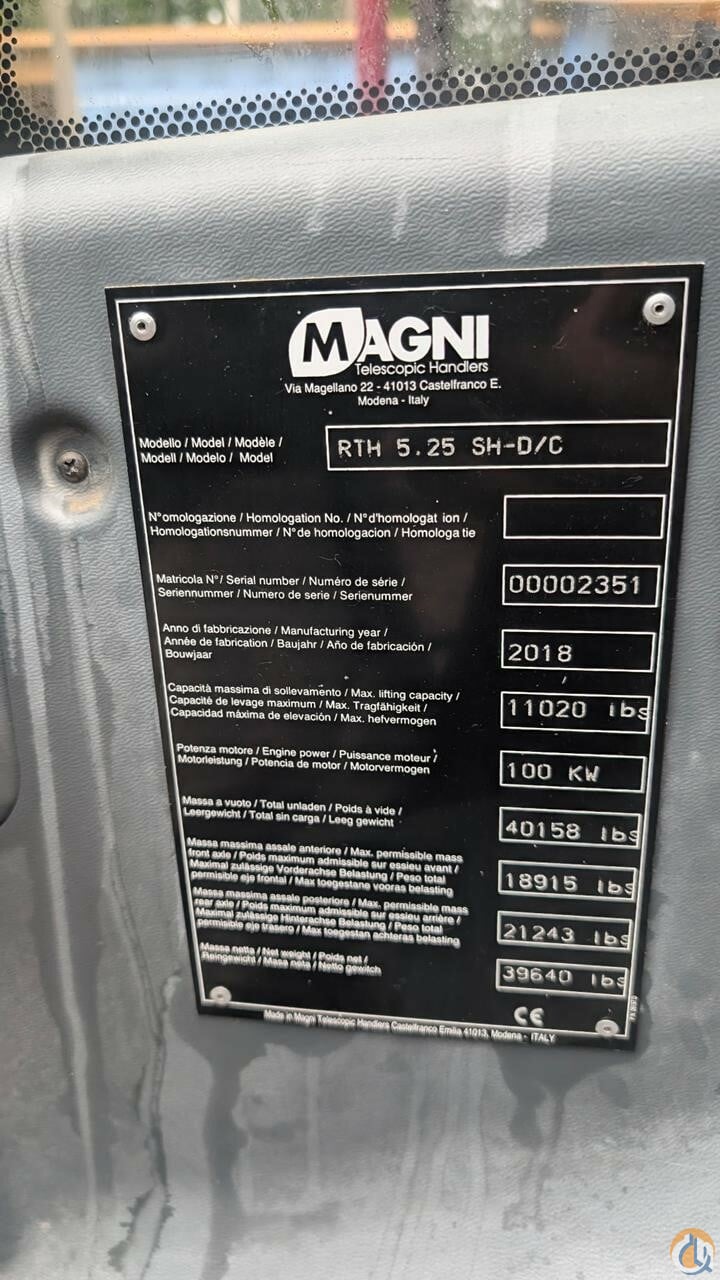 MAGNI
Telescopic Handlers
Via Magellano 22 - 41013 Castelfranco E.
Modena - Italy
Modello / Model / Modèle /
Modell / Modelo / Model
RTH 5.25 SH-D/C
N°omologazione / Homologation No. / N°d'homologat ion /
Homologationsnummer / N°de homologacion / Homologa tie
Matricola N°/ Serial number / Numéro de série /
Seriennummer / Numero de serie / Serienummer
00002351
Anno di fabbricazione / Manufacturing year /
Année de fabrication / Baujahr / Año de fabricación /
Bouwjaar
2018
Capacità massima di sollevamento / Max. lifting capacity /
Capacité de levage maximum / Max. Tragfähigkeit /
Capacidad máxima de elevación / Max. hefvermogen
11020 lbs
Potenza motore / Engine power / Puissance moteur /
Motorleistung / Potencia de motor / Motorvermogen
100 KW
Massa a vuoto / Total unladen / Poids à vide /
Leergewicht / Total sin carga / Leeg gewicht
40158 lbs
Massa massima assale anteriore / Max. permissible mass
front axle / Poids maximum admissible sur essieu avant /
Maximal zulässige Vorderachse Belastung / Peso total
permisible eje frontal / Max toegestane vooras belasting
18915 lbs
Massa massima assale posteriore / Max. permissible mass
rear axle / Poids maximum admissible sur essieu arrière /
Maximal zulässige Hinterachse Belastung / Peso total
permisible eje trasero / Max toegestan achteras belasting
21243 lbs
Massa netta / Net weight / Poids net /
Reingewicht / Masa neta / Netto gewitch
39640 lbs
CE
Made in Magni Telescopic Handlers Castelfranco Emilia 41013, Modena - ITALY